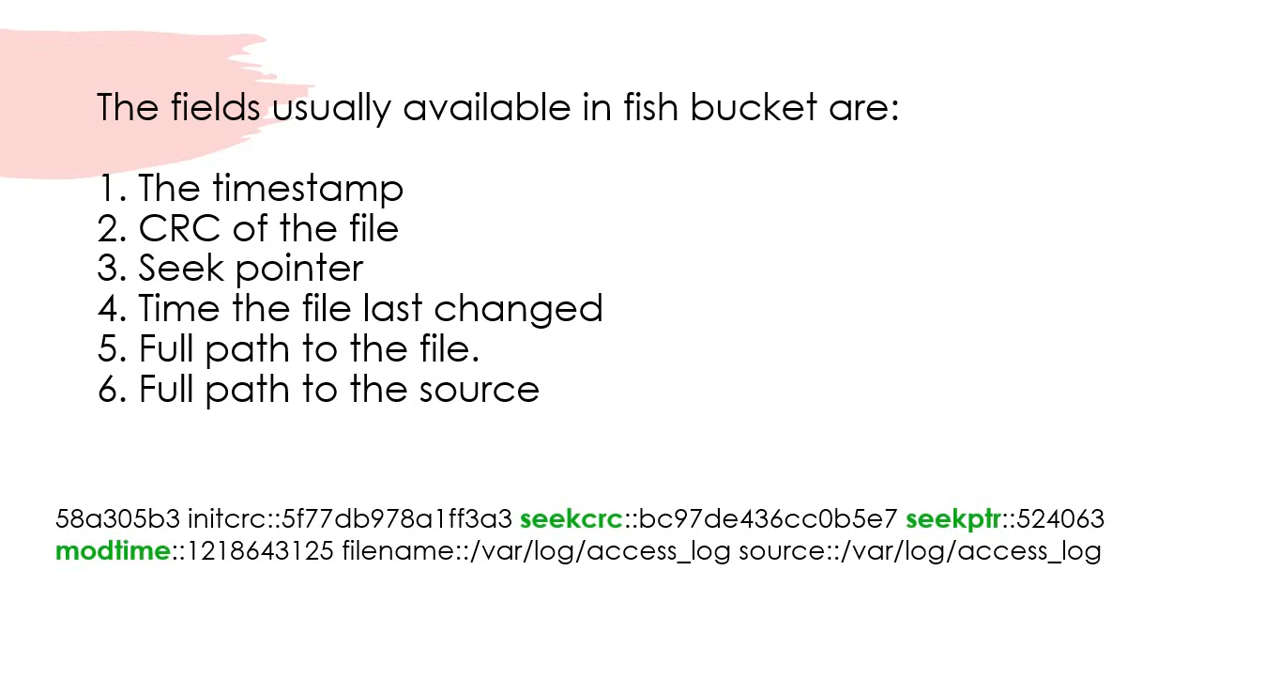 The fields usually available in fish bucket are:
1. The timestamp
2. CRC of the file
3. Seek pointer
4. Time the file last changed
5. Full path to the file.
6. Full path to the source
58a305b3 initcrc::5f77db978a1ff3a3 seekcrc::bc97de436cc0b5e7 seekptr::524063
modtime::1218643125 filename::/var/log/access_log source::/var/log/access_log